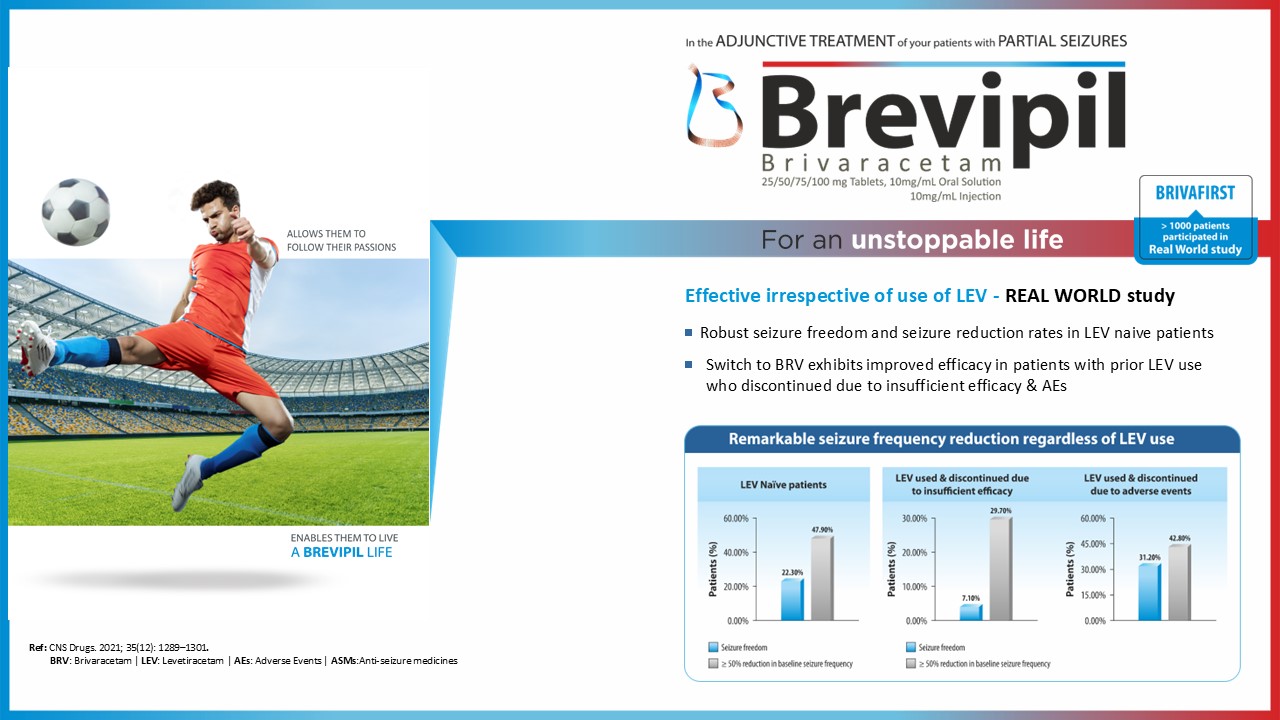 In the ADJUNCTIVE TREATMENT of your patients with PARTIAL SEIZURES
Brevipil
Brivaracetam
25/50/75/100 mg Tablets, 10mg/mL Oral Solution
10mg/mL Injection
BRIVAFIRST
> 1000 patients
participated in
Real World study
For an unstoppable life
ALLOWS THEM TO
FOLLOW THEIR PASSIONS
ENABLES THEM TO LIVE
A BREVIPIL LIFE
Effective irrespective of use of LEV - REAL WORLD study
■ Robust seizure freedom and seizure reduction rates in LEV naive patients
■ Switch to BRV exhibits improved efficacy in patients with prior LEV use
who discontinued due to insufficient efficacy & AEs
Remarkable seizure frequency reduction regardless of LEV use
LEV Naïve patients
Patients (%)
60.00%
40.00%
20.00%
0.00%
22.30%
47.90%
LEV used & discontinued due
to insufficient efficacy
Patients (%)
30.00%
20.00%
10.00%
0.00%
7.10%
29.70%
LEV used & discontinued
due to adverse events
Patients (%)
60.00%
45.00%
30.00%
15.00%
0.00%
31.20%
42.80%
Seizure freedom
≥ 50% reduction in baseline seizure frequency
Seizure freedom
≥ 50% reduction in baseline seizure frequency
Ref: CNS Drugs. 2021; 35(12): 1289–1301.
BRV: Brivaracetam | LEV: Levetiracetam | AEs: Adverse Events | ASMs:Anti-seizure medicines